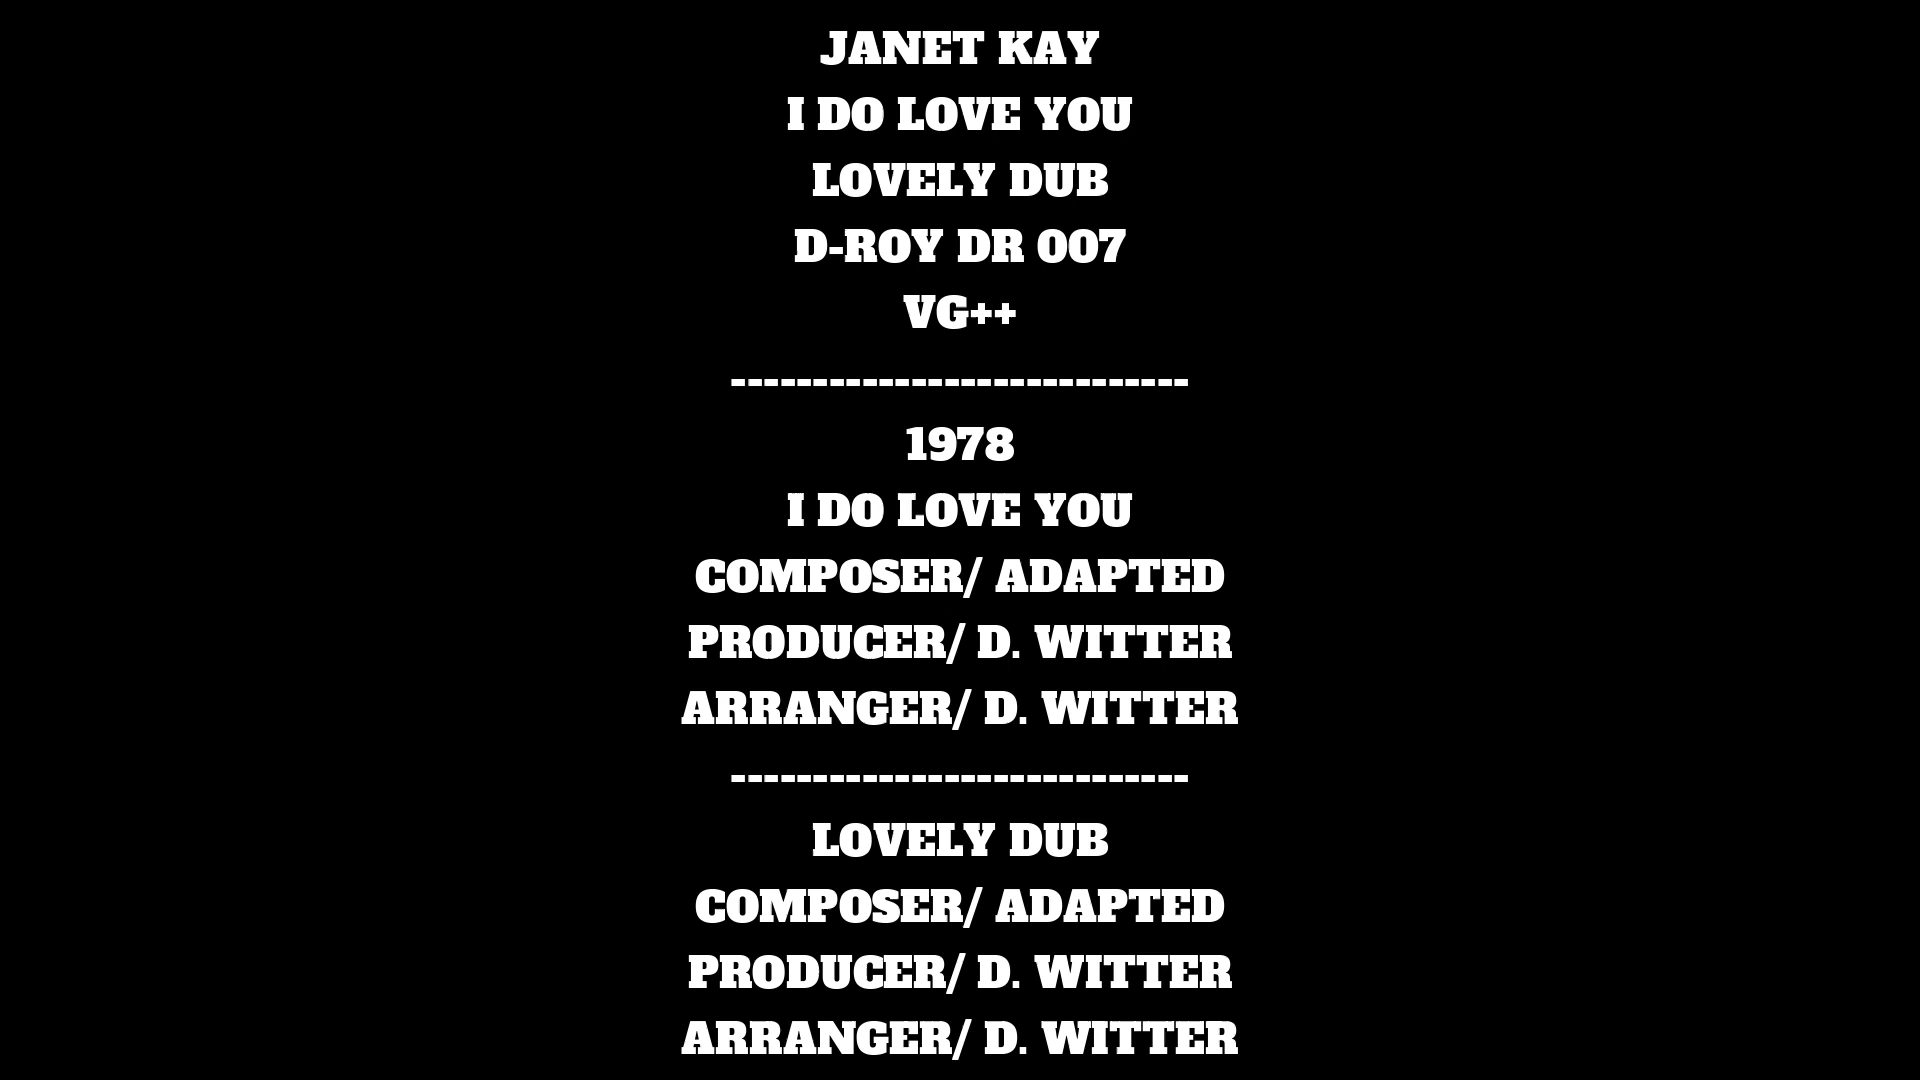 JANET KAY
I DO LOVE YOU
LOVELY DUB
D-ROY DR 007
VG++
----------------------------
1978
I DO LOVE YOU
COMPOSER/ ADAPTED
PRODUCER/ D. WITTER
ARRANGER/ D. WITTER
----------------------------
LOVELY DUB
COMPOSER/ ADAPTED
PRODUCER/ D. WITTER
ARRANGER/ D. WITTER